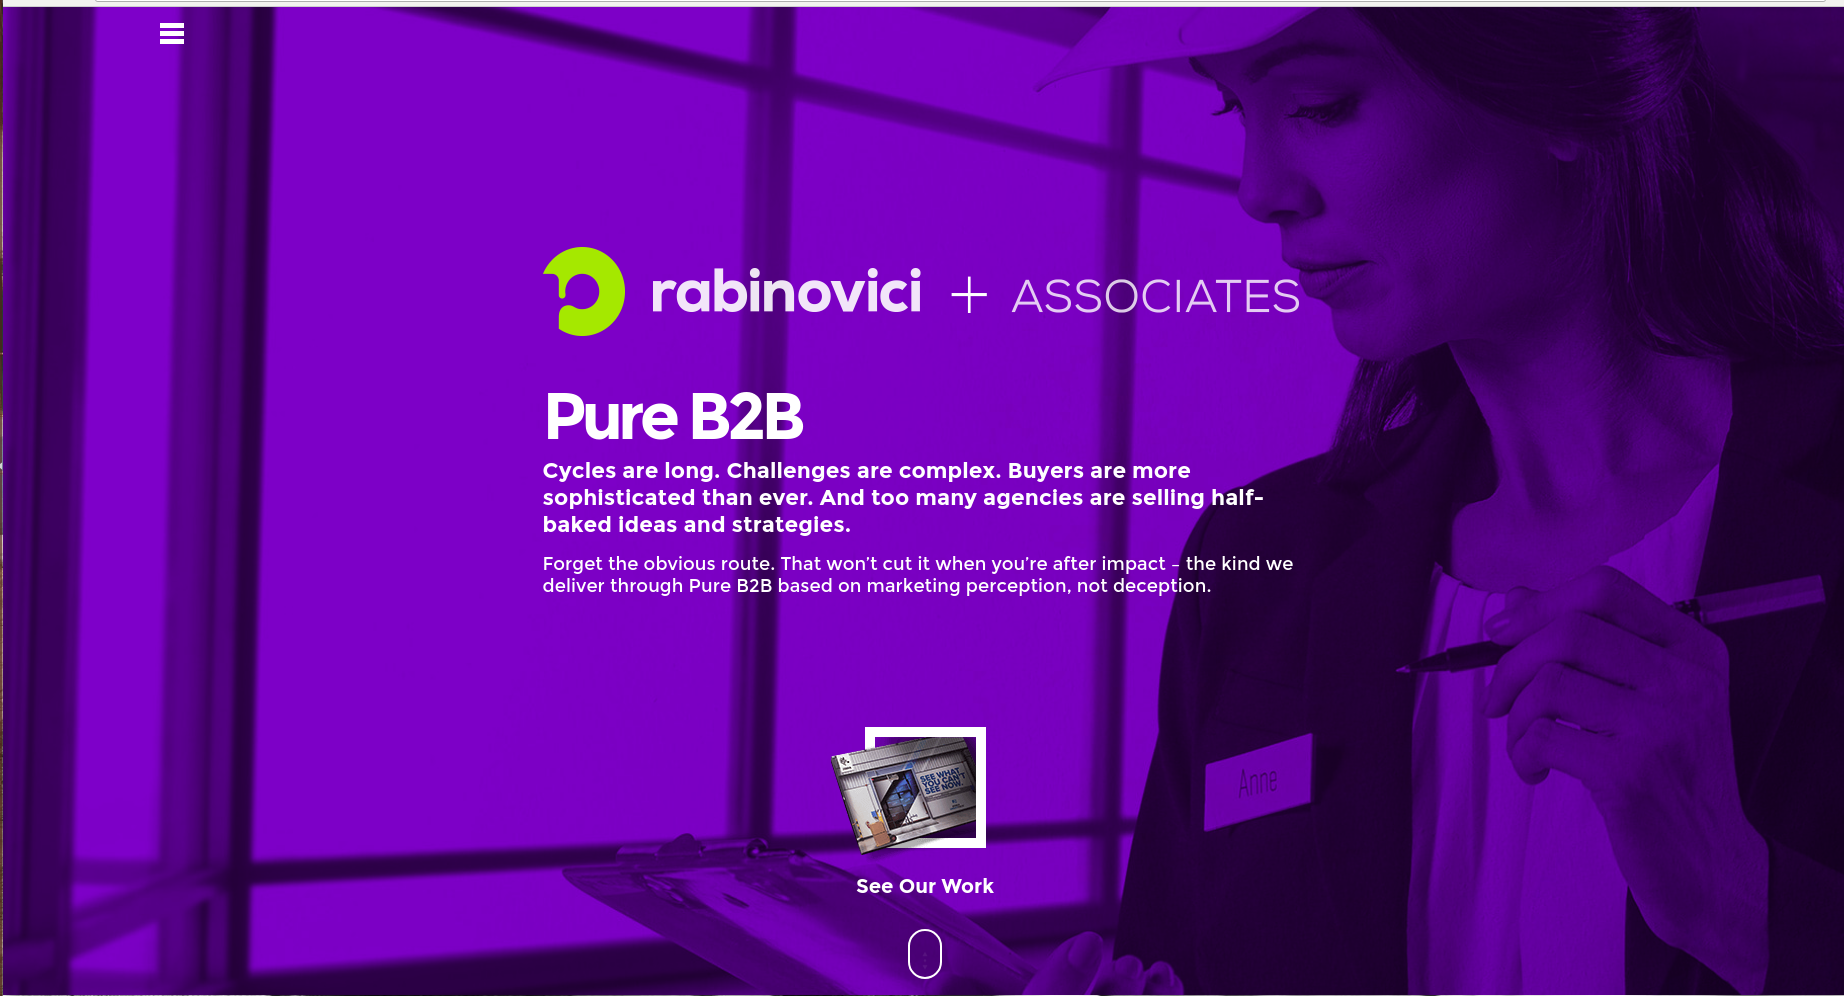 rabinovici + ASSOCIATES
Pure B2B
Cycles are long. Challenges are complex. Buyers are more
sophisticated than ever. And too many agencies are selling half-
baked ideas and strategies.
Forget the obvious route. That won’t cut it when you’re after impact – the kind we
deliver through Pure B2B based on marketing perception, not deception.
SEE WHAT
YOU CAN'T
SEE NOW.
Anne
See Our Work